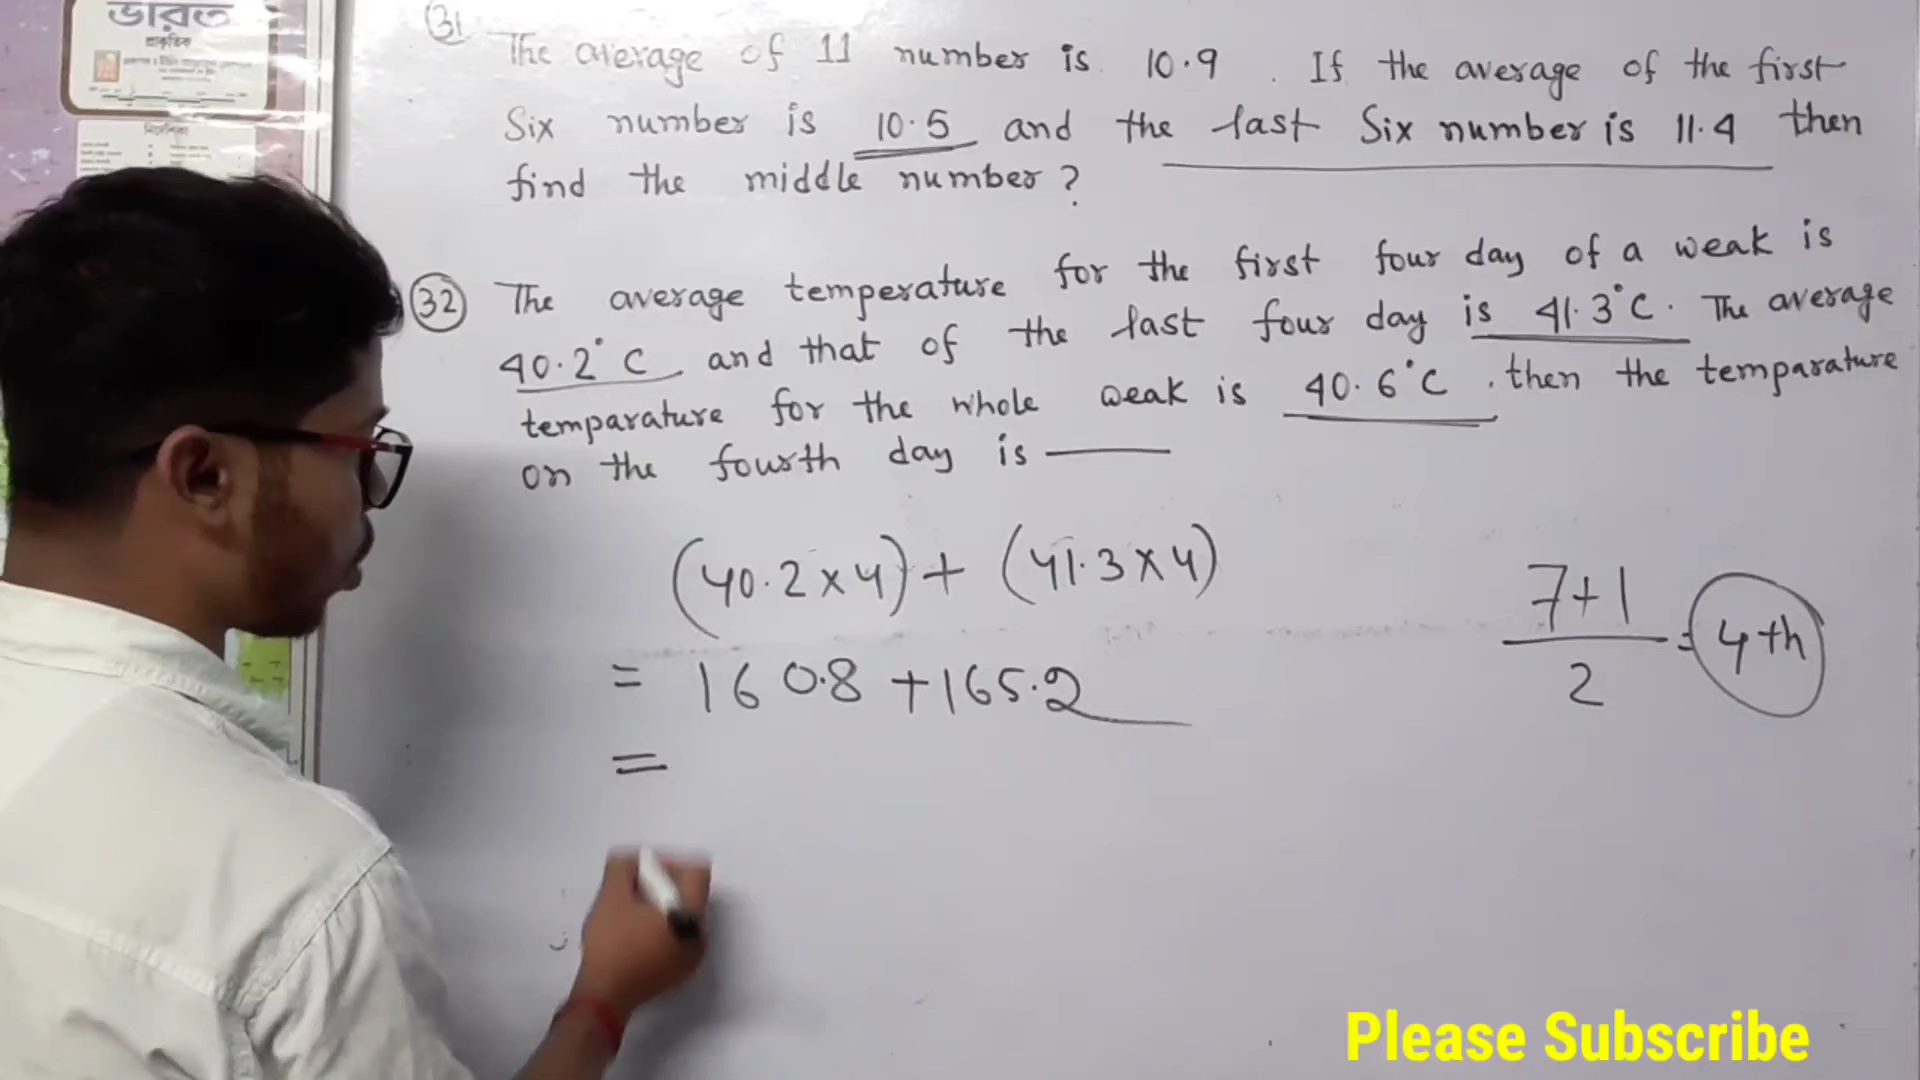 ভারত
প্রাকৃতিক
31
The average of 11 number is 10.9 . If the average of the first
Six number is 10.5 and the last Six number is 11.4 then
find the middle number ?
32 The average temperature for the first four day of a weak is
40.2°C and that of the last four day is 41.3°C. The average
temparature for the whole weak is 40.6°C . then the temparature
on the fourth day is ——
(40.2 x 4) + (41.3 x 4)
= 160.8 + 165.2
=
7+1
2
= 4th
Please Subscribe